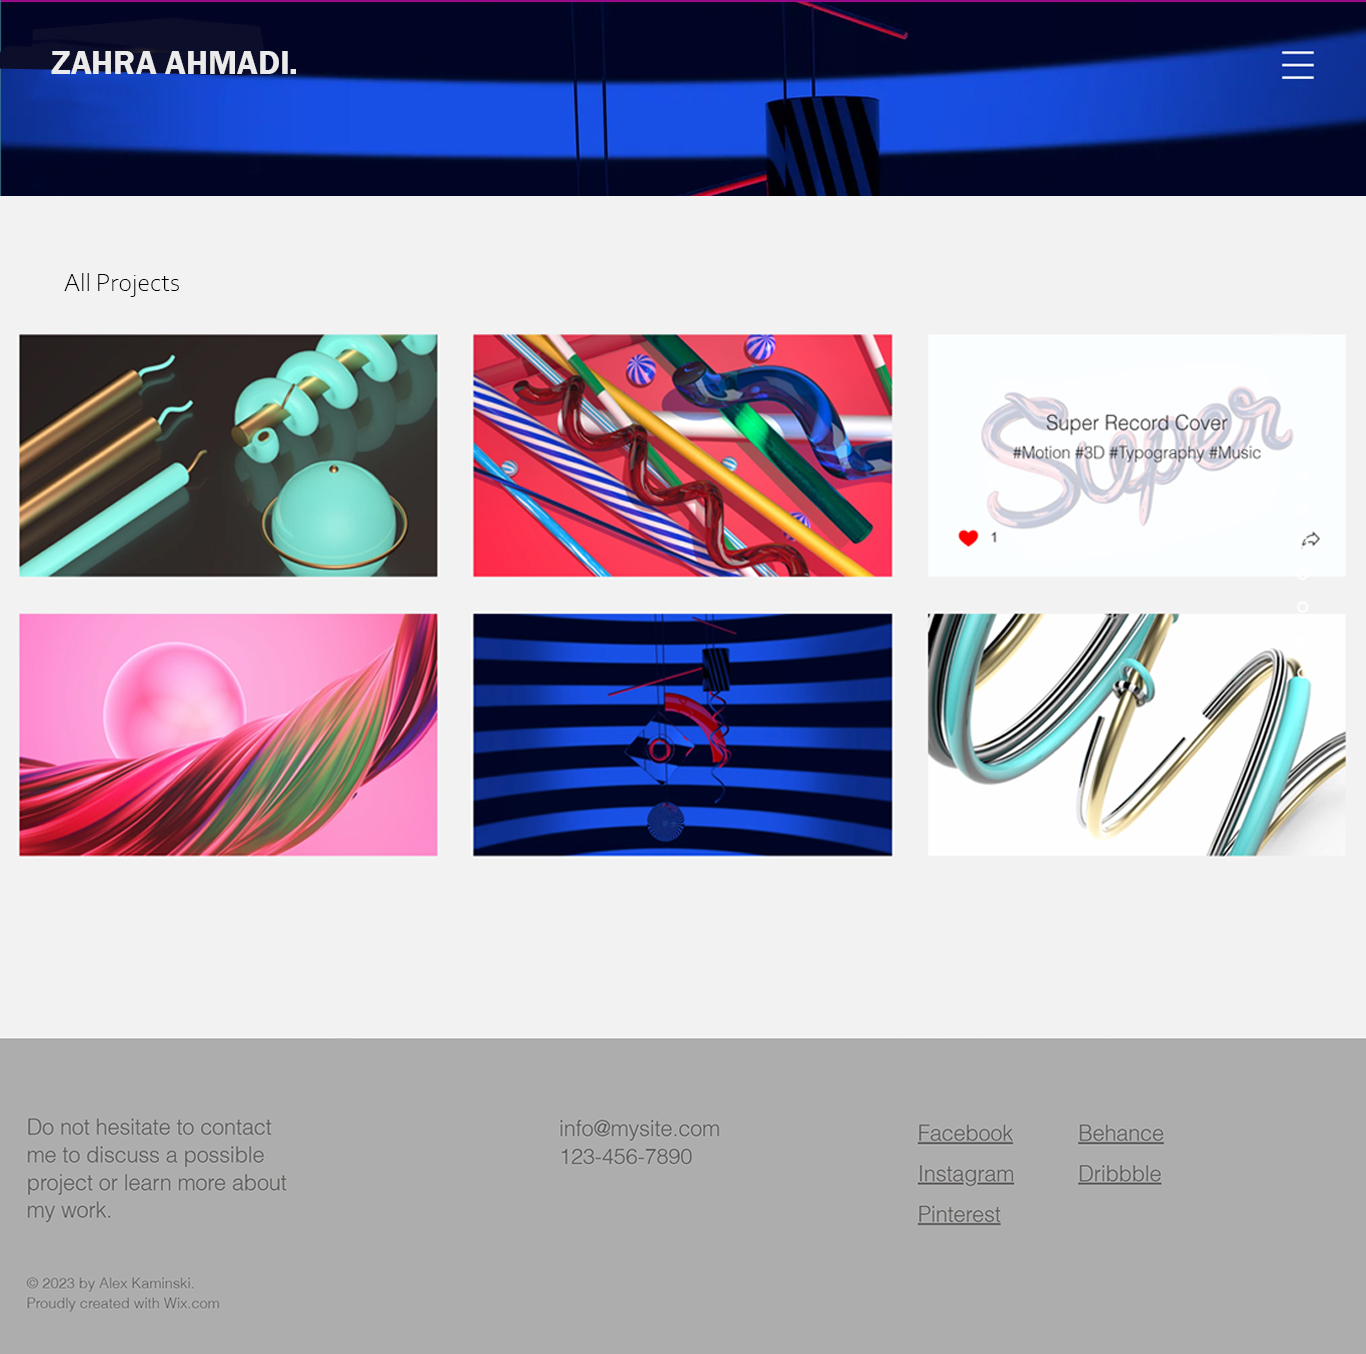 ZAHRA AHMADI.
All Projects
Super
Super Record Cover
#Motion #3D #Typography #Music
1
Do not hesitate to contact
me to discuss a possible
project or learn more about
my work.
info@mysite.com
123-456-7890
Facebook
Behance
Instagram
Dribbble
Pinterest
© 2023 by Alex Kaminski.
Proudly created with Wix.com